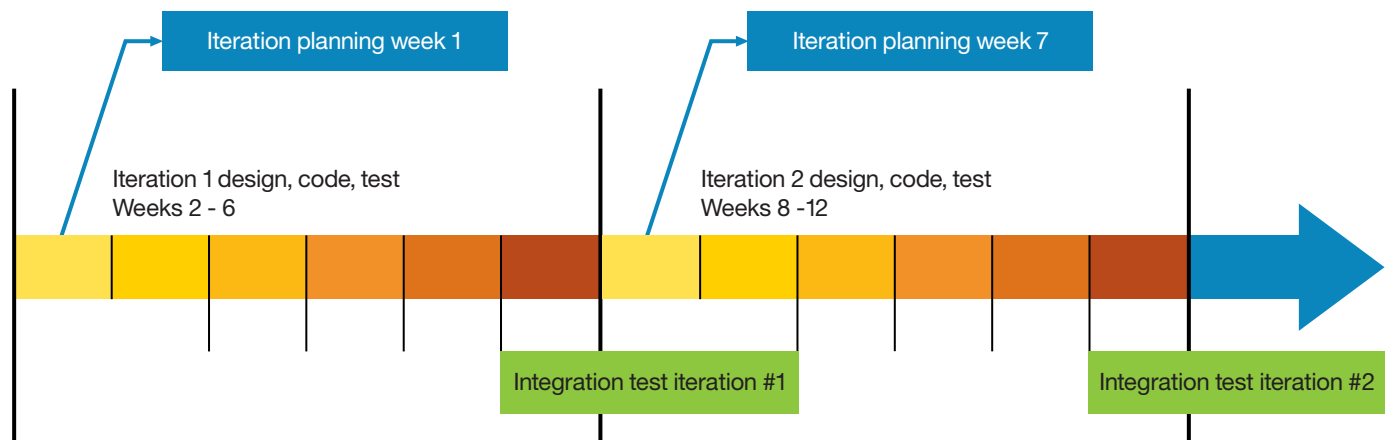 Iteration planning week 1
Iteration planning week 7
Iteration 1 design, code, test
Weeks 2 - 6
Iteration 2 design, code, test
Weeks 8 -12
Integration test iteration #1
Integration test iteration #2